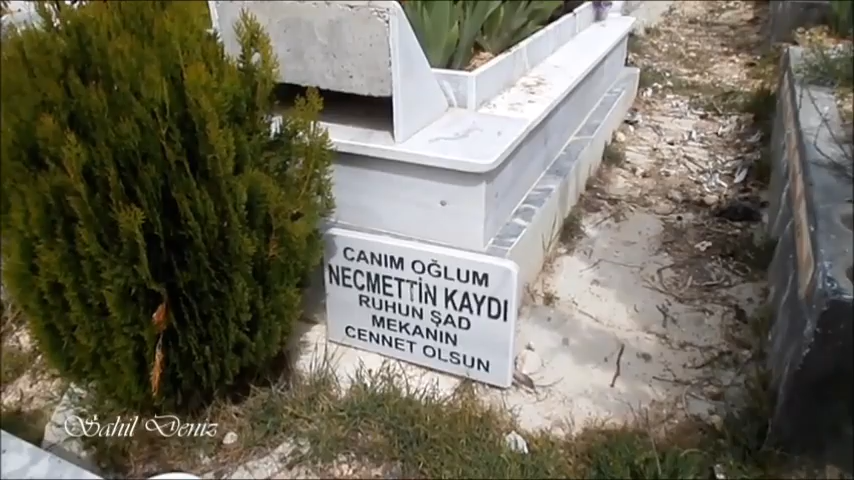 CANIM OĞLUM
NECMETTİN KAYDI
RUHUN ŞAD
MEKANIN
CENNET OLSUN
Sahil Deniz